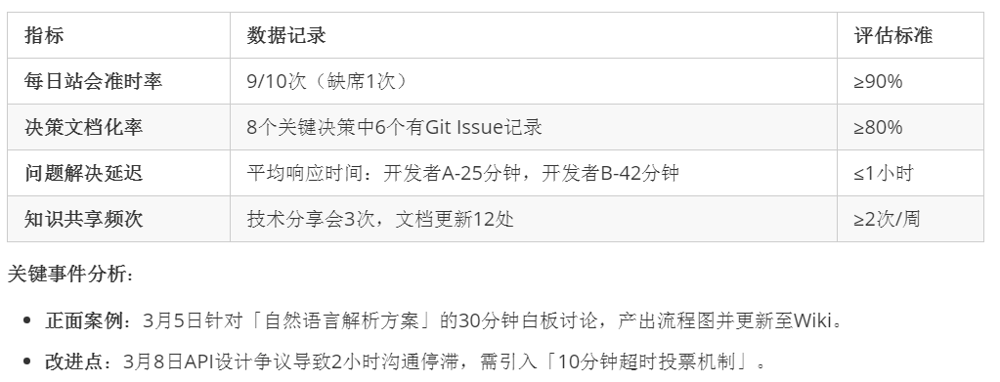 指标 数据记录 评估标准
每日站会准时率 9/10次（缺席1次） ≥90%
决策文档化率 8个关键决策中6个有Git Issue记录 ≥80%
问题解决延迟 平均响应时间：开发者A-25分钟，开发者B-42分钟 ≤1小时
知识共享频次 技术分享会3次，文档更新12处 ≥2次/周
关键事件分析：
• 正面案例：3月5日针对「自然语言解析方案」的30分钟白板讨论，产出流程图并更新至Wiki。
• 改进点：3月8日API设计争议导致2小时沟通停滞，需引入「10分钟超时投票机制」。